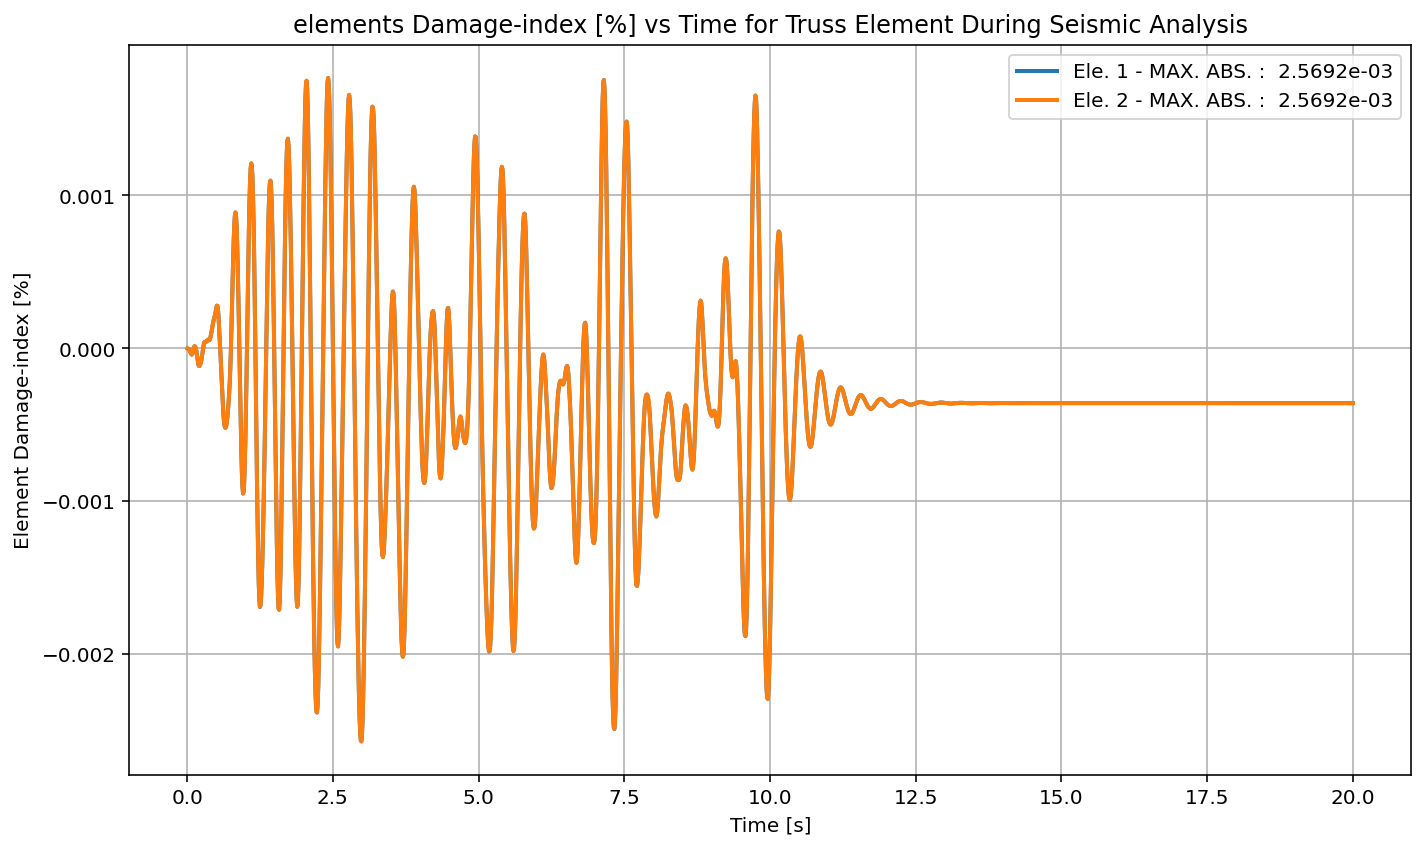 elements Damage-index [%] vs Time for Truss Element During Seismic Analysis
Ele. 1 - MAX. ABS. :  2.5692e-03
Ele. 2 - MAX. ABS. :  2.5692e-03
Element Damage-index [%]
0.001
0.000
−0.001
−0.002
0.0
2.5
5.0
7.5
10.0
12.5
15.0
17.5
20.0
Time [s]